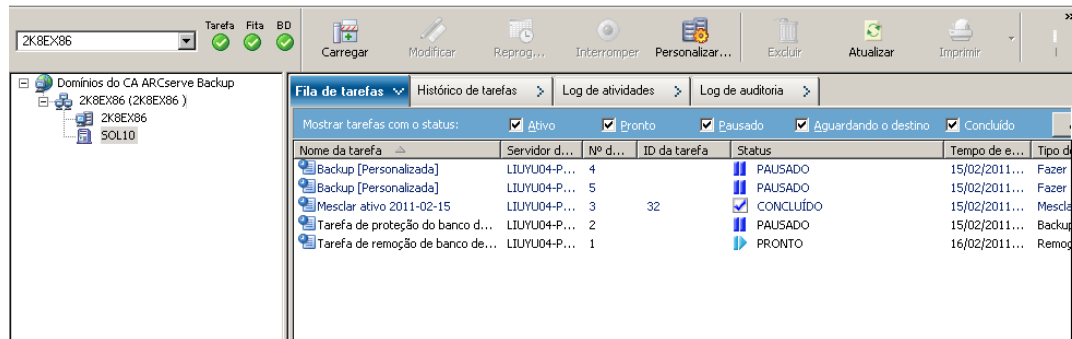 Tarefa Fita BD
2K8EX86
Carregar Modificar Reprog... Interromper Personalizar... Excluir Atualizar Imprimir
»
Domínios do CA ARCserve Backup
2K8EX86 (2K8EX86 )
2K8EX86
SOL10
Fila de tarefas Histórico de tarefas > Log de atividades > Log de auditoria >
Mostrar tarefas com o status: Ativo Pronto Pausado Aguardando o destino Concluído
Nome da tarefa Servidor d... Nº d... ID da tarefa Status Tempo de e... Tipo d
Backup [Personalizada] LIUYU04-P... 4 PAUSADO 15/02/2011... Fazer
Backup [Personalizada] LIUYU04-P... 5 PAUSADO 15/02/2011... Fazer
Mesclar ativo 2011-02-15 LIUYU04-P... 3 32 CONCLUÍDO 15/02/2011... Mescla
Tarefa de proteção do banco d... LIUYU04-P... 2 PAUSADO 15/02/2011... Backup
Tarefa de remoção de banco de... LIUYU04-P... 1 PRONTO 16/02/2011... Remoç